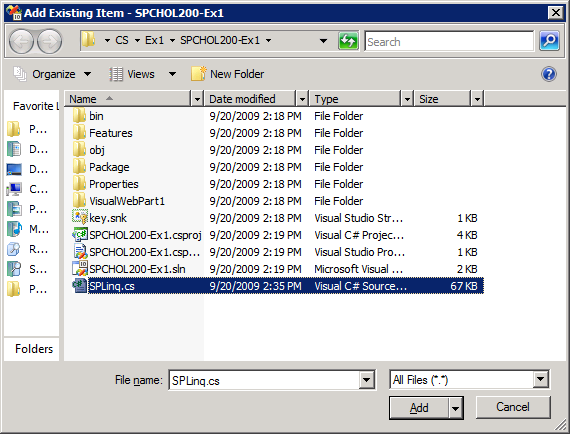 Add Existing Item - SPCHOL200-Ex1
CS Ex1 SPCHOL200-Ex1 Search
Organize Views New Folder ?
Favorite L Name Date modified Type Size
bin 9/20/2009 2:18 PM File Folder
P... Features 9/20/2009 2:18 PM File Folder
D... obj 9/20/2009 2:18 PM File Folder
D... Package 9/20/2009 2:18 PM File Folder
C... Properties 9/20/2009 2:18 PM File Folder
P... VisualWebPart1 9/20/2009 2:18 PM File Folder
M... key.snk 9/20/2009 2:18 PM Visual Studio Str... 1 KB
R... SPCHOL200-Ex1.csproj 9/20/2009 2:19 PM Visual C# Projec... 4 KB
S... SPCHOL200-Ex1.csp... 9/20/2009 2:19 PM Visual Studio Pro... 1 KB
SPCHOL200-Ex1.sln 9/20/2009 2:19 PM Microsoft Visual ... 2 KB
P... SPLinq.cs 9/20/2009 2:35 PM Visual C# Source... 67 KB
Folders
File name: SPLinq.cs All Files (*.*)
Add Cancel